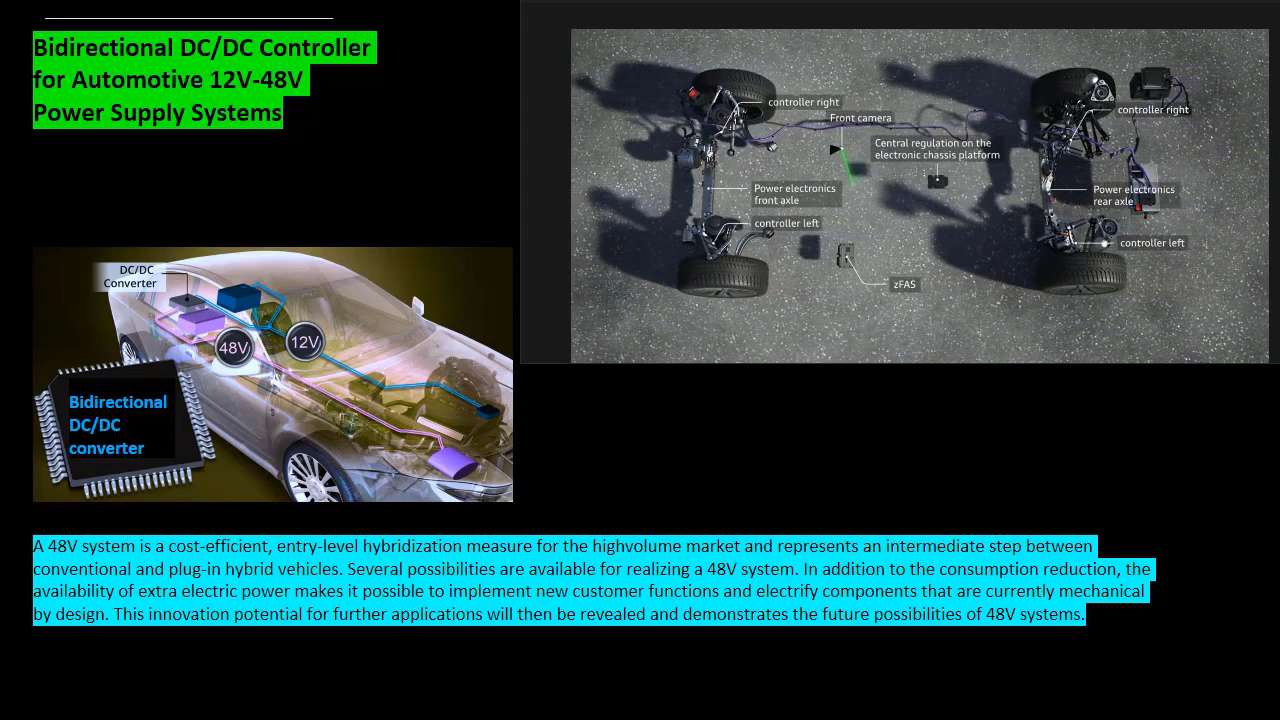 Bidirectional DC/DC Controller
for Automotive 12V-48V
Power Supply Systems
controller right
Front camera
Central regulation on the
electronic chassis platform
Power electronics
front axle
controller left
zFAS
controller right
Power electronics
rear axle
controller left
DC/DC
Converter
48V
12V
Bidirectional
DC/DC
converter
A 48V system is a cost-efficient, entry-level hybridization measure for the highvolume market and represents an intermediate step between
conventional and plug-in hybrid vehicles. Several possibilities are available for realizing a 48V system. In addition to the consumption reduction, the
availability of extra electric power makes it possible to implement new customer functions and electrify components that are currently mechanical
by design. This innovation potential for further applications will then be revealed and demonstrates the future possibilities of 48V systems.